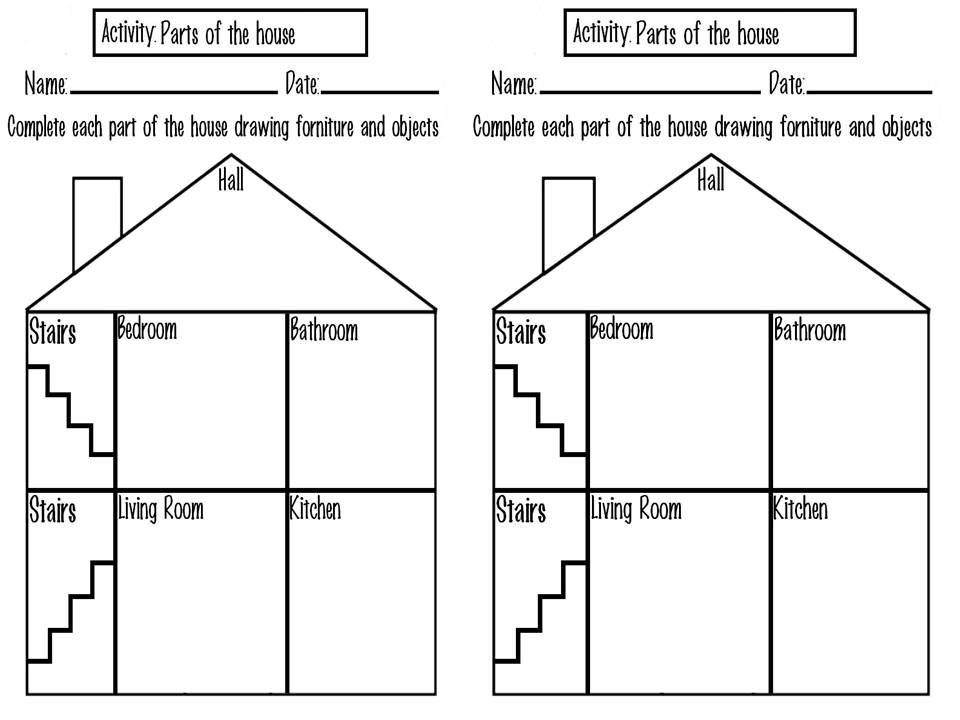 Activity: Parts of the house
Name: Date:
Complete each part of the house drawing forniture and objects
Hall
Stairs Bedroom Bathroom
Stairs Living Room Kitchen
Activity: Parts of the house
Name: Date:
Complete each part of the house drawing forniture and objects
Hall
Stairs Bedroom Bathroom
Stairs Living Room Kitchen